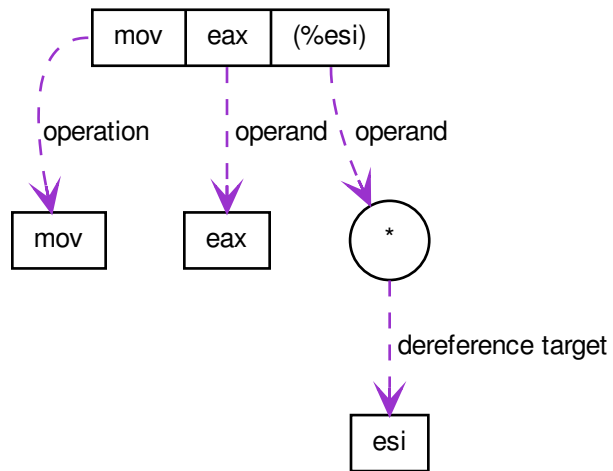 mov eax (%esi)
operation operand operand
mov eax *
dereference target
esi